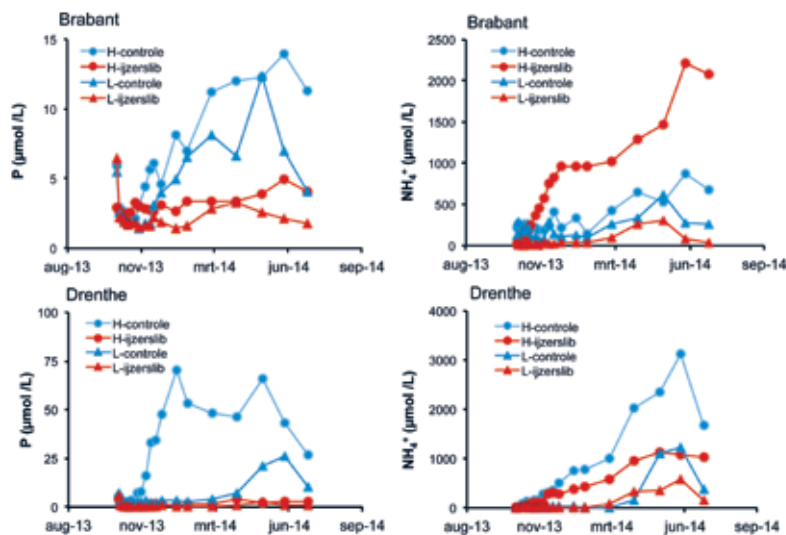 Brabant
H-controle
H-ijzerslib
L-controle
L-ijzerslib
15
10
5
0
P (µmol /L)
aug-13 nov-13 mrt-14 jun-14 sep-14
Brabant
H-controle
H-ijzerslib
L-controle
L-ijzerslib
2500
2000
1500
1000
500
0
NH₄⁺ (µmol/L)
aug-13 nov-13 mrt-14 jun-14 sep-14
Drenthe
H-controle
H-ijzerslib
L-controle
L-ijzerslib
100
75
50
25
0
P (µmol /L)
aug-13 nov-13 mrt-14 jun-14 sep-14
Drenthe
H-controle
H-ijzerslib
L-controle
L-ijzerslib
4000
3000
2000
1000
0
NH₄⁺ (µmol/L)
aug-13 nov-13 mrt-14 jun-14 sep-14